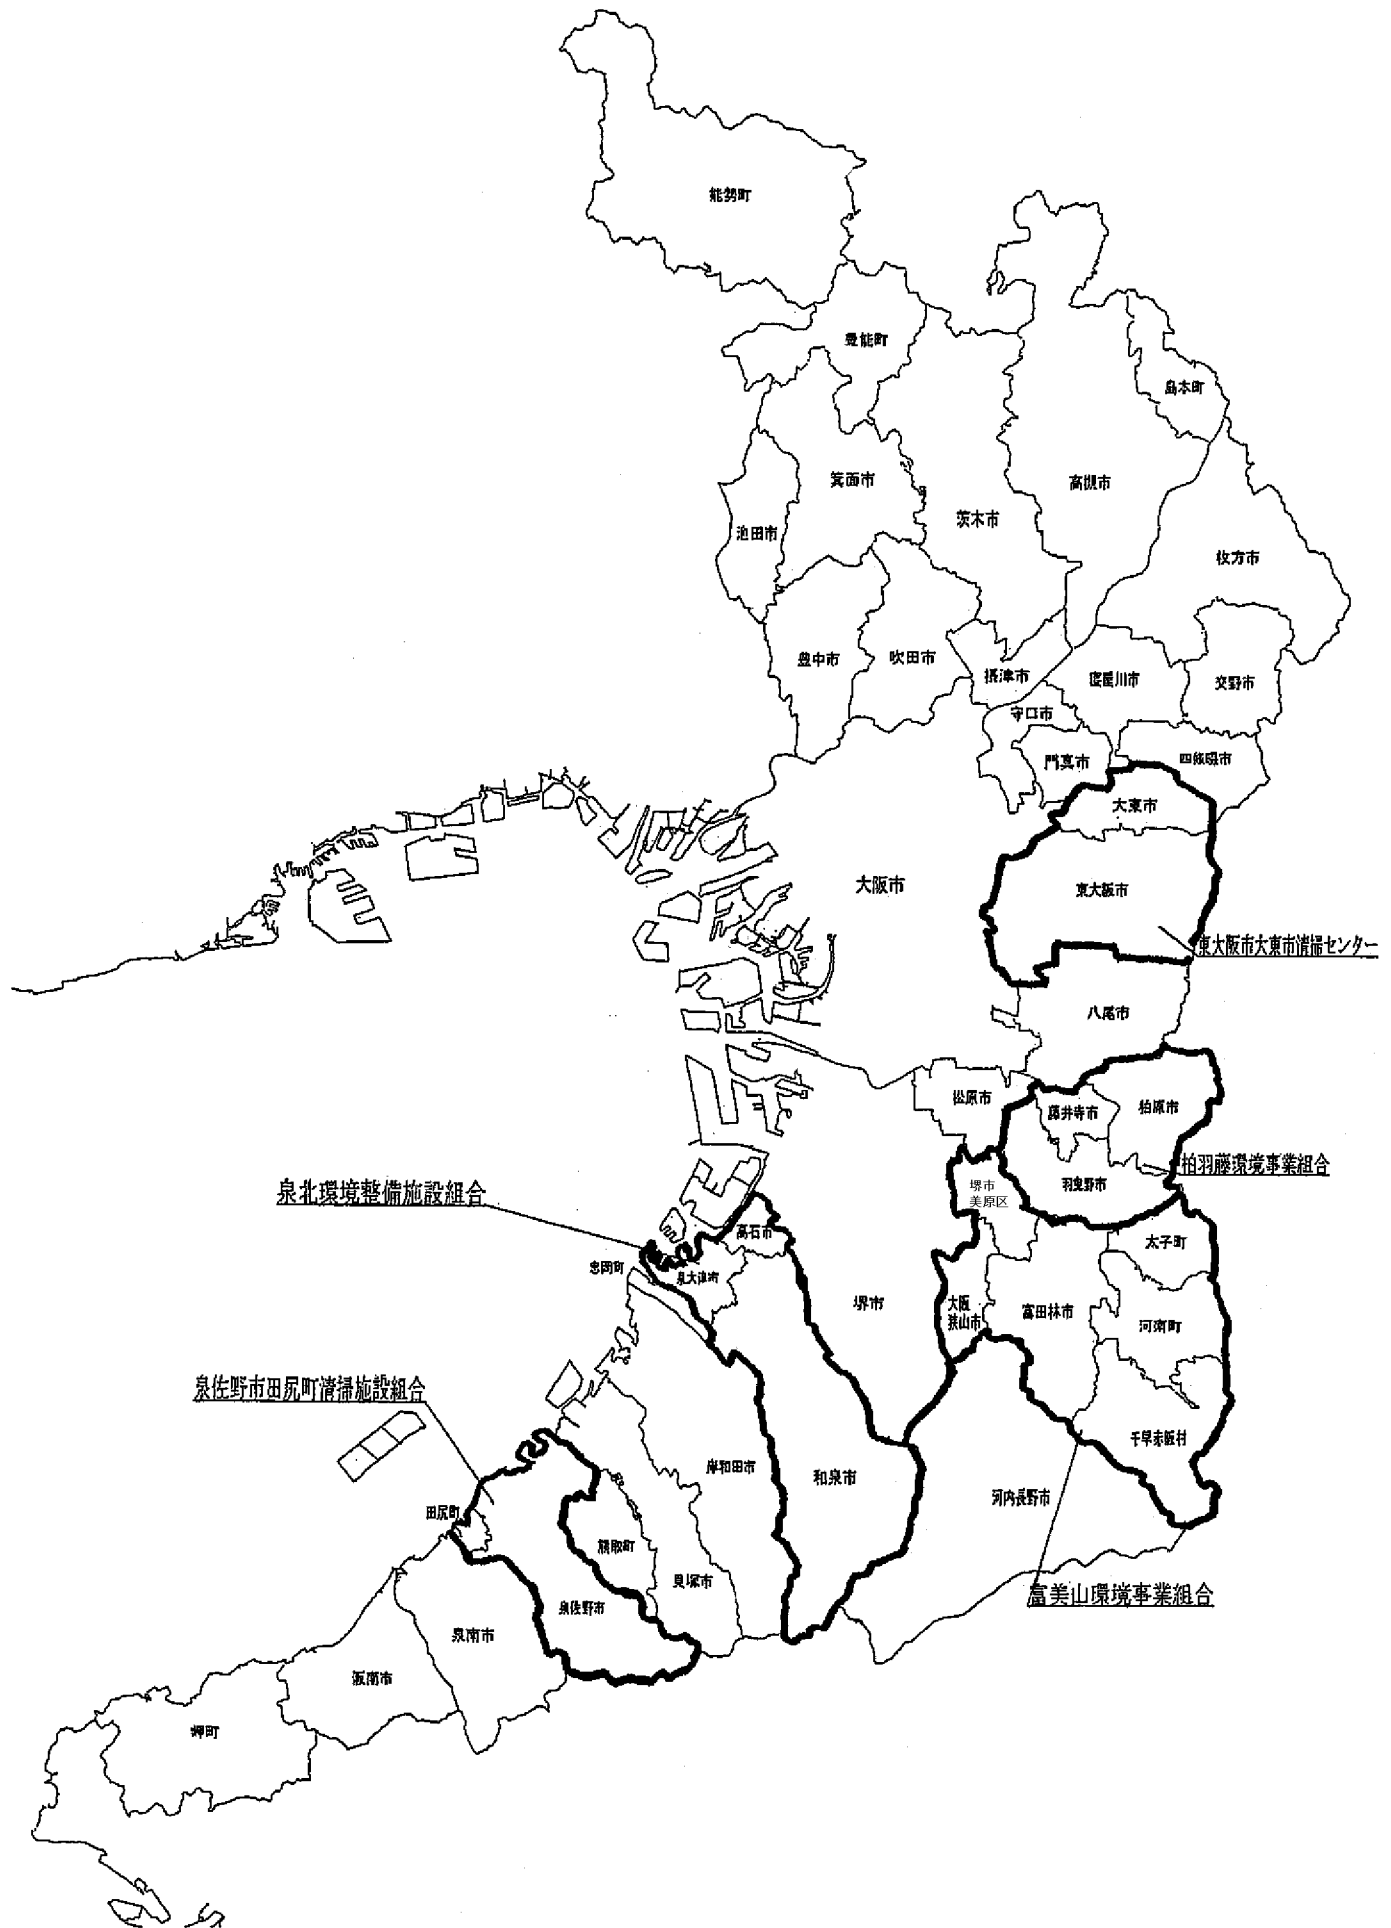 能勢町
豊能町
島本町
箕面市
高槻市
茨木市
池田市
枚方市
豊中市
吹田市
摂津市
寝屋川市
交野市
守口市
門真市
四條畷市
大東市
大阪市
東大阪市
東大阪市大東市清掃センター
八尾市
松原市
藤井寺市
柏原市
柏羽藤環境事業組合
羽曳野市
堺市
美原区
泉北環境整備施設組合
高石市
太子町
忠岡町
泉大津市
堺市
大阪
狭山市
富田林市
河南町
泉佐野市田尻町清掃施設組合
千早赤阪村
岸和田市
和泉市
河内長野市
田尻町
熊取町
貝塚市
富美山環境事業組合
泉佐野市
泉南市
阪南市
岬町